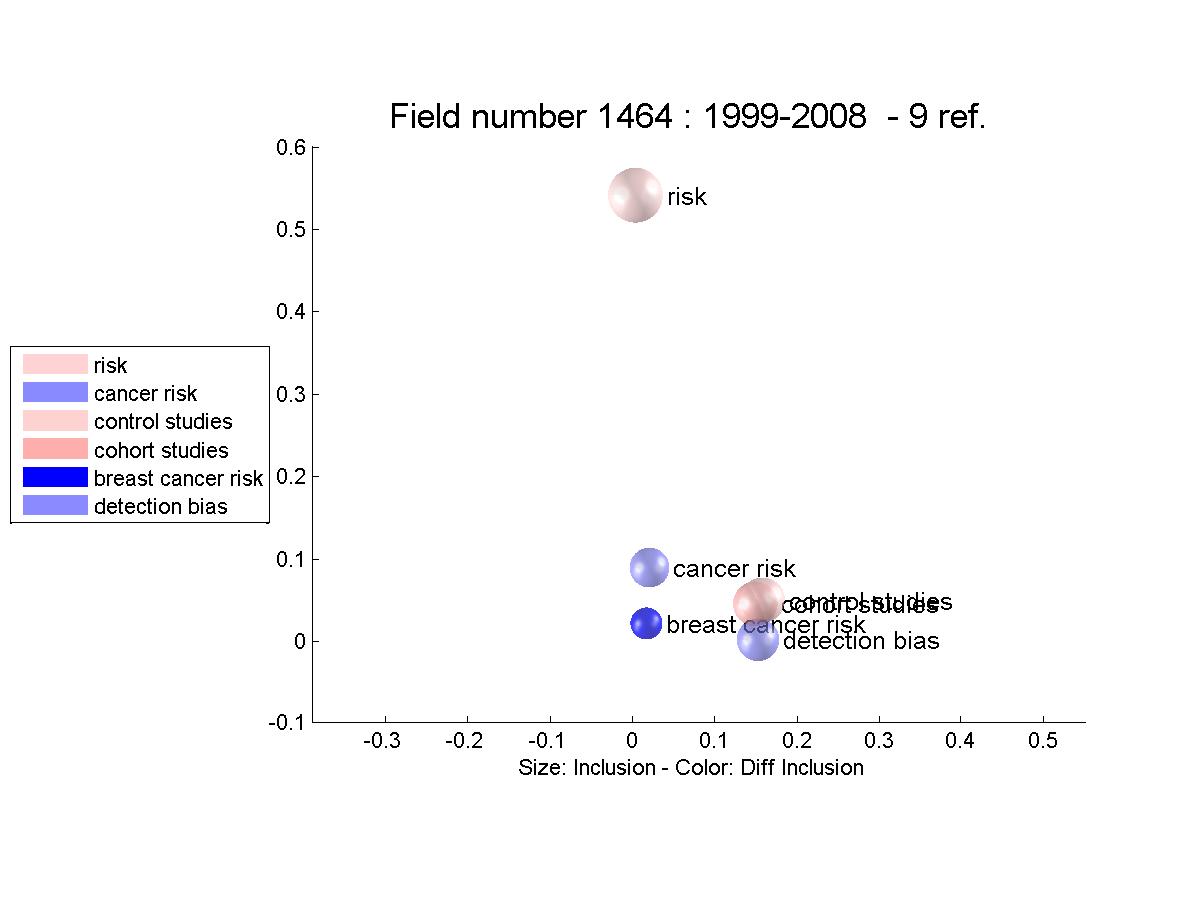 Field number 1464 : 1999-2008 - 9 ref.
0.6
0.5
0.4
0.3
0.2
0.1
0
-0.1
risk
cancer risk
control studies
cohort studies
breast cancer risk
detection bias
risk
cancer risk
control studies
cohort studies
breast cancer risk
detection bias
-0.3 -0.2 -0.1 0 0.1 0.2 0.3 0.4 0.5
Size: Inclusion - Color: Diff Inclusion